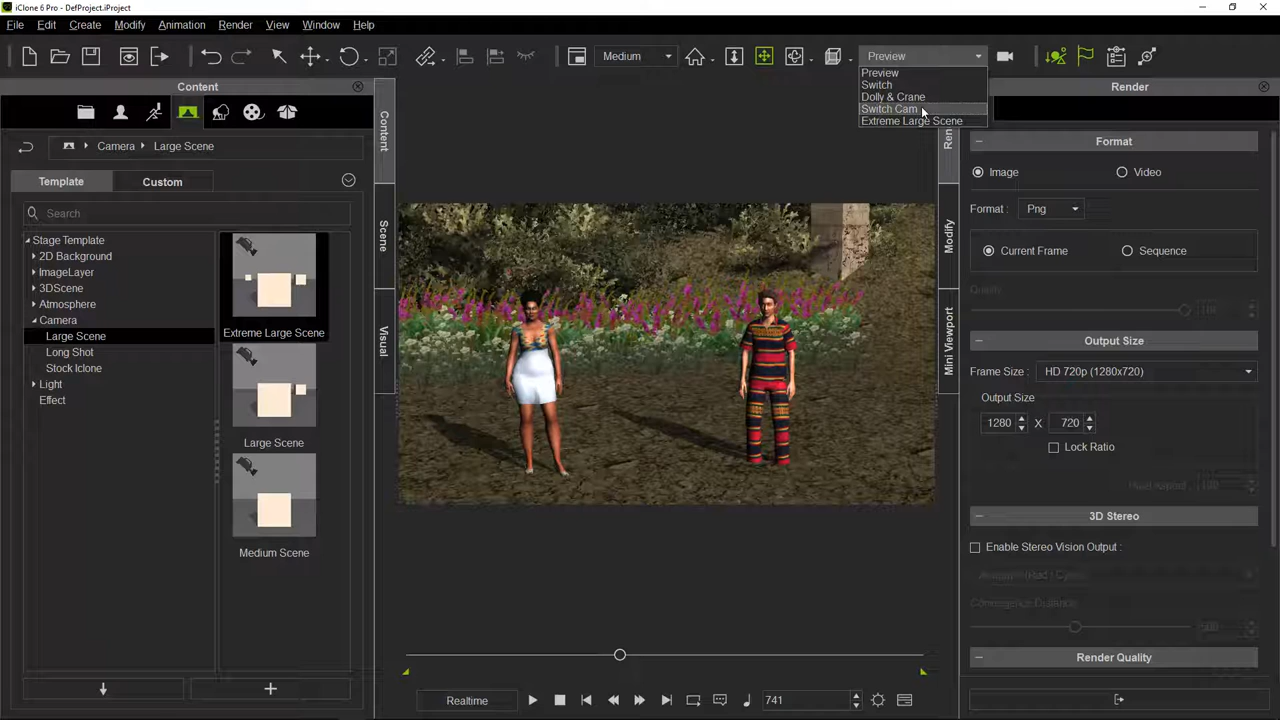 iClone 6 Pro - DefProject.iProject
File Edit Create Modify Animation Render View Window Help
Medium
Preview
Preview
Switch
Dolly & Crane
Switch Cam
Extreme Large Scene
Content
Camera Large Scene
Template Custom
Search
Stage Template
2D Background
ImageLayer
3DScene
Atmosphere
Camera
Large Scene
Long Shot
Stock Iclone
Light
Effect
Extreme Large Scene
Large Scene
Medium Scene
Content
Scene
Visual
Modify
Mini Viewport
Render
Format
Image Video
Format : Png
Current Frame Sequence
Quality
Output Size
Frame Size : HD 720p (1280x720)
Output Size
1280 X 720
Lock Ratio
3D Stereo
Enable Stereo Vision Output :
Convergence Distance
Render Quality
Realtime
741